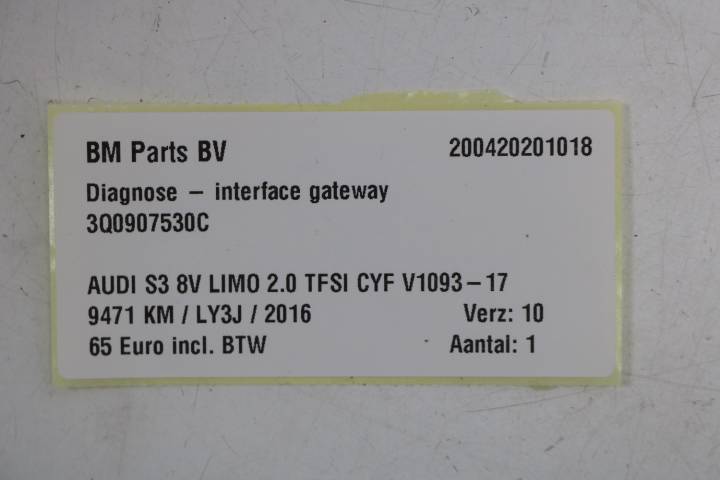 BM Parts BV 200420201018
Diagnose – interface gateway
3Q0907530C
AUDI S3 8V LIMO 2.0 TFSI CYF V1093-17
9471 KM / LY3J / 2016 Verz: 10
65 Euro incl. BTW Aantal: 1